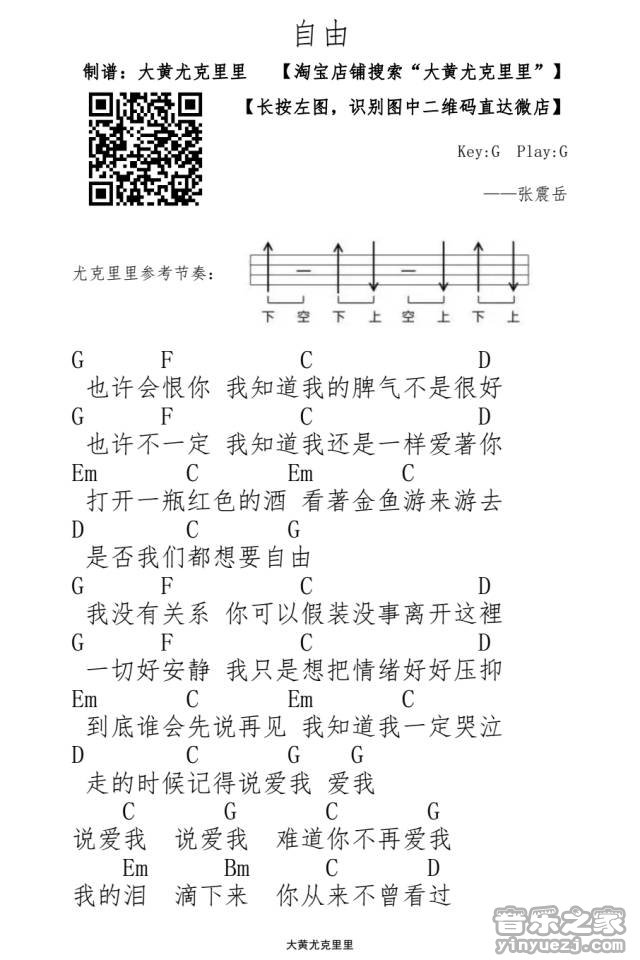 自由
制谱：大黄尤克里里 【淘宝店铺搜索“大黄尤克里里”】
【长按左图，识别图中二维码直达微店】
Key:G Play:G
——张震岳
尤克里里参考节奏：
下 空 下 上 空 上 下 上
G F C D
也许会恨你 我知道我的脾气不是很好
G F C D
也许不一定 我知道我还是一样爱著你
Em C Em C
打开一瓶红色的酒 看著金鱼游来游去
D C G
是否我们都想要自由
G F C D
我没有关系 你可以假装没事离开这裡
G F C D
一切好安静 我只是想把情绪好好压抑
Em C Em C
到底谁会先说再见 我知道我一定哭泣
D C G G
走的时候记得说爱我 爱我
C G C G
说爱我 说爱我 难道你不再爱我
Em Bm C D
我的泪 滴下来 你从来不曾看过
大黄尤克里里
音乐之家
yinyuezj.com